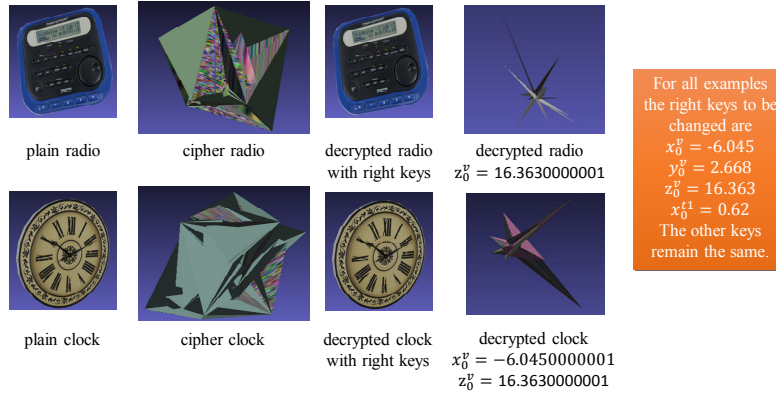 plain radio
cipher radio
decrypted radio
with right keys
decrypted radio
z₀ᵛ = 16.3630000001
plain clock
cipher clock
decrypted clock
with right keys
decrypted clock
x₀ᵛ = −6.0450000001
z₀ᵛ = 16.3630000001
For all examples
the right keys to be
changed are
x₀ᵛ = -6.045
y₀ᵛ = 2.668
z₀ᵛ = 16.363
x₀ᵗ¹ = 0.62
The other keys
remain the same.